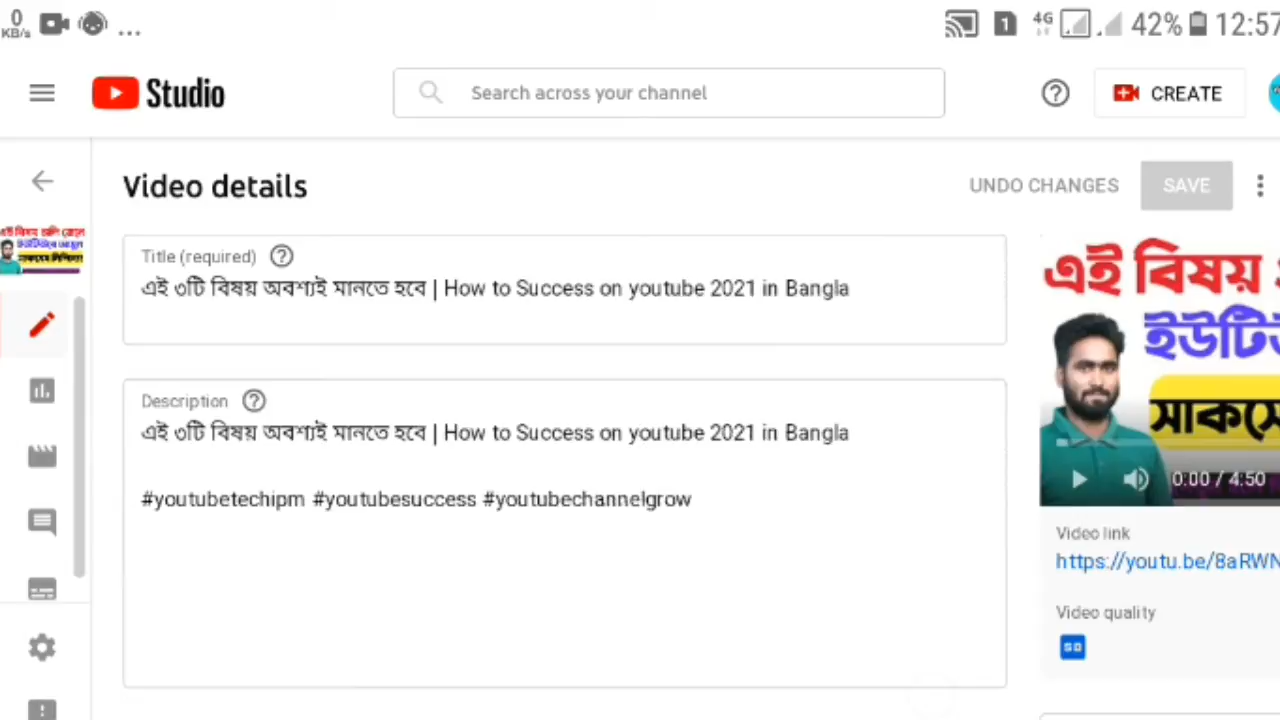 0
KB/s
...
1
4G
42%
12:57
Studio
Search across your channel
CREATE
Video details
UNDO CHANGES
SAVE
Title (required)
এই ৩টি বিষয় অবশ্যই মানতে হবে | How to Success on youtube 2021 in Bangla
Description
এই ৩টি বিষয় অবশ্যই মানতে হবে | How to Success on youtube 2021 in Bangla
#youtubetechipm #youtubesuccess #youtubechannelgrow
এই বিষয়
ইউটি
সাকসে
0:00 / 4:50
Video link
https://youtu.be/8aRWN
Video quality
SD